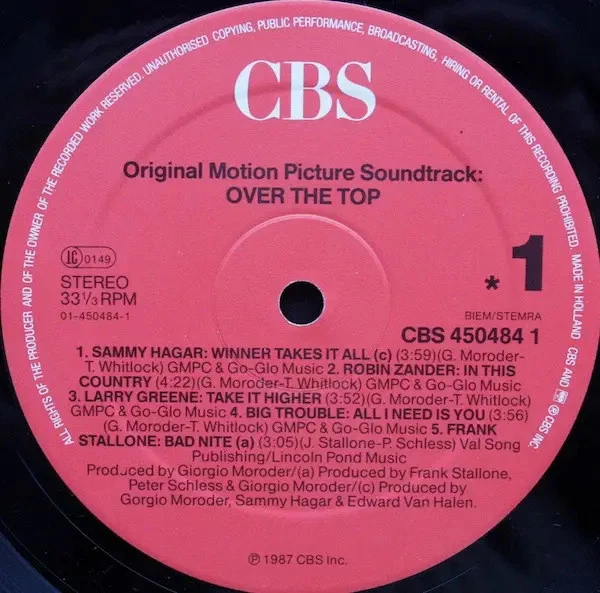 ALL RIGHTS OF THE PRODUCER AND OF THE OWNER OF THE RECORDED WORK RESERVED. UNAUTHORISED COPYING, PUBLIC PERFORMANCE, BROADCASTING, HIRING OR RENTAL OF THIS RECORDING PROHIBITED. MADE IN HOLLAND CBS AND ℗ CBS INC.
CBS
Original Motion Picture Soundtrack:
OVER THE TOP
LC 0149
STEREO
33 1/3 RPM
01-450484-1
* 1
BIEM/STEMRA
CBS 450484 1
1. SAMMY HAGAR: WINNER TAKES IT ALL (c) (3:59)(G. Moroder-
T. Whitlock) GMPC & Go-Glo Music 2. ROBIN ZANDER: IN THIS
COUNTRY (4:22)(G. Moroder-T. Whitlock) GMPC & Go-Glo Music
3. LARRY GREENE: TAKE IT HIGHER (3:52)(G. Moroder-T. Whitlock)
GMPC & Go-Glo Music 4. BIG TROUBLE: ALL I NEED IS YOU (3:56)
(G. Moroder-T. Whitlock) GMPC & Go-Glo Music 5. FRANK
STALLONE: BAD NITE (a) (3:05)(J. Stallone-P. Schless) Val Song
Publishing/Lincoln Pond Music
Produced by Giorgio Moroder/(a) Produced by Frank Stallone,
Peter Schless & Giorgio Moroder/(c) Produced by
Gorgio Moroder, Sammy Hagar & Edward Van Halen.
℗ 1987 CBS Inc.